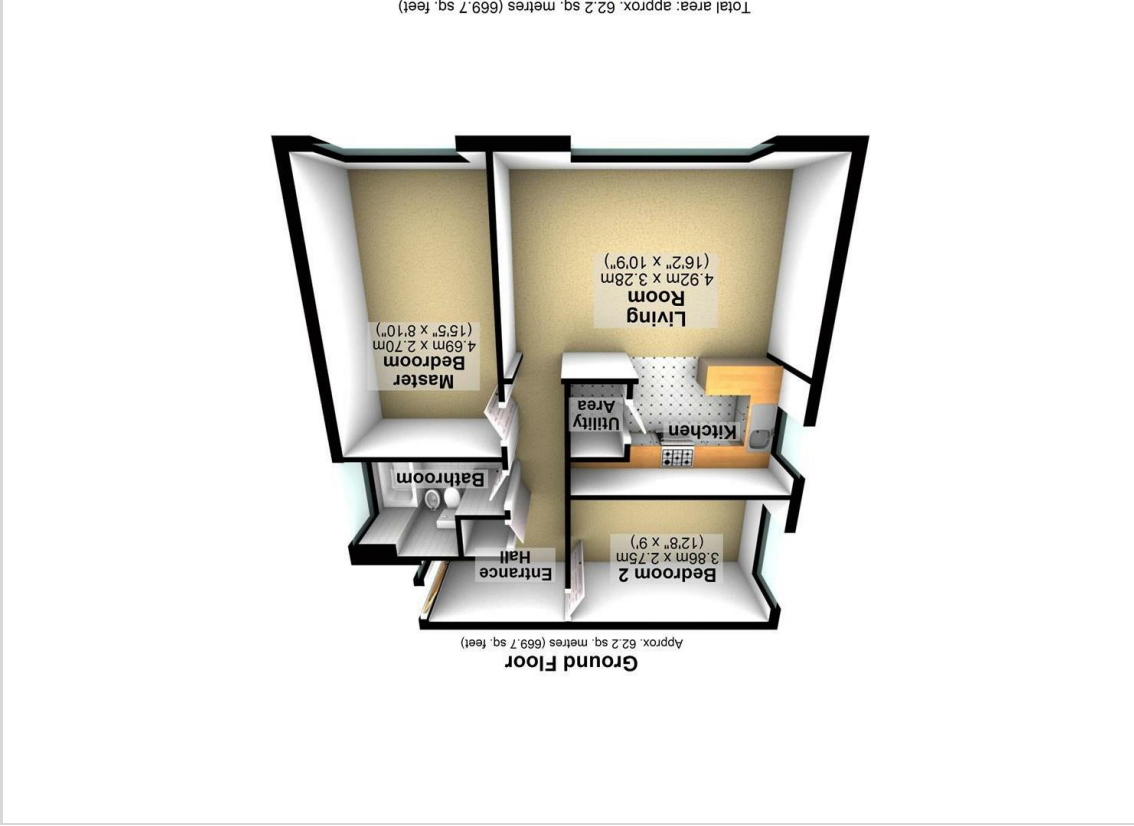 Ground Floor
Approx. 62.2 sq. metres (669.7 sq. feet)
Bedroom 2
3.86m x 2.75m
(12'8" x 9')
Entrance
Hall
Bathroom
Kitchen
Utility
Area
Master
Bedroom
4.69m x 2.70m
(15'5" x 8'10")
Living
Room
4.92m x 3.28m
(16'2" x 10'9")
Total area: approx. 62.2 sq. metres (669.7 sq. feet)